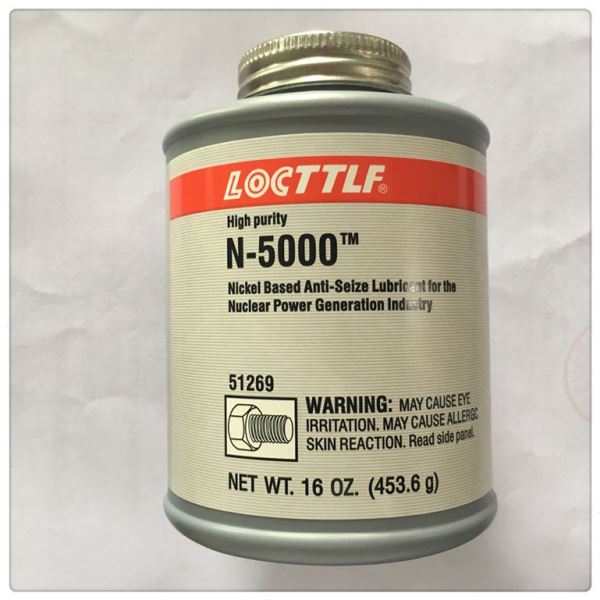 LOCTTLF®
High purity
N-5000™
Nickel Based Anti-Seize Lubricant for the
Nuclear Power Generation Industry
51269
WARNING: MAY CAUSE EYE
IRRITATION. MAY CAUSE ALLERGC
SKIN REACTION. Read side panel.
NET WT. 16 OZ. (453.6 g)